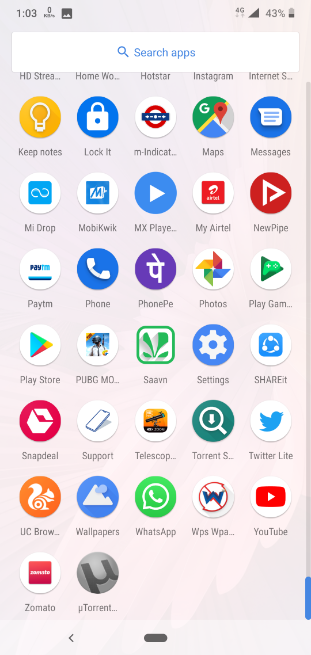 1:03 0 KB/s 4G 43%
Search apps
HD Strea... Home Wo... Hotstar Instagram Internet S...
Keep notes Lock It m-Indicat... Maps Messages
airtel
Mi Drop MobiKwik MX Playe... My Airtel NewPipe
Paytm पे
Paytm Phone PhonePe Photos Play Gam...
Play Store PUBG MO... Saavn Settings SHAREit
Snapdeal Support Telescop... Torrent S... Twitter Lite
W
UC Brow... Wallpapers WhatsApp Wps Wpa... YouTube
zomato µ
Zomato µTorrent...